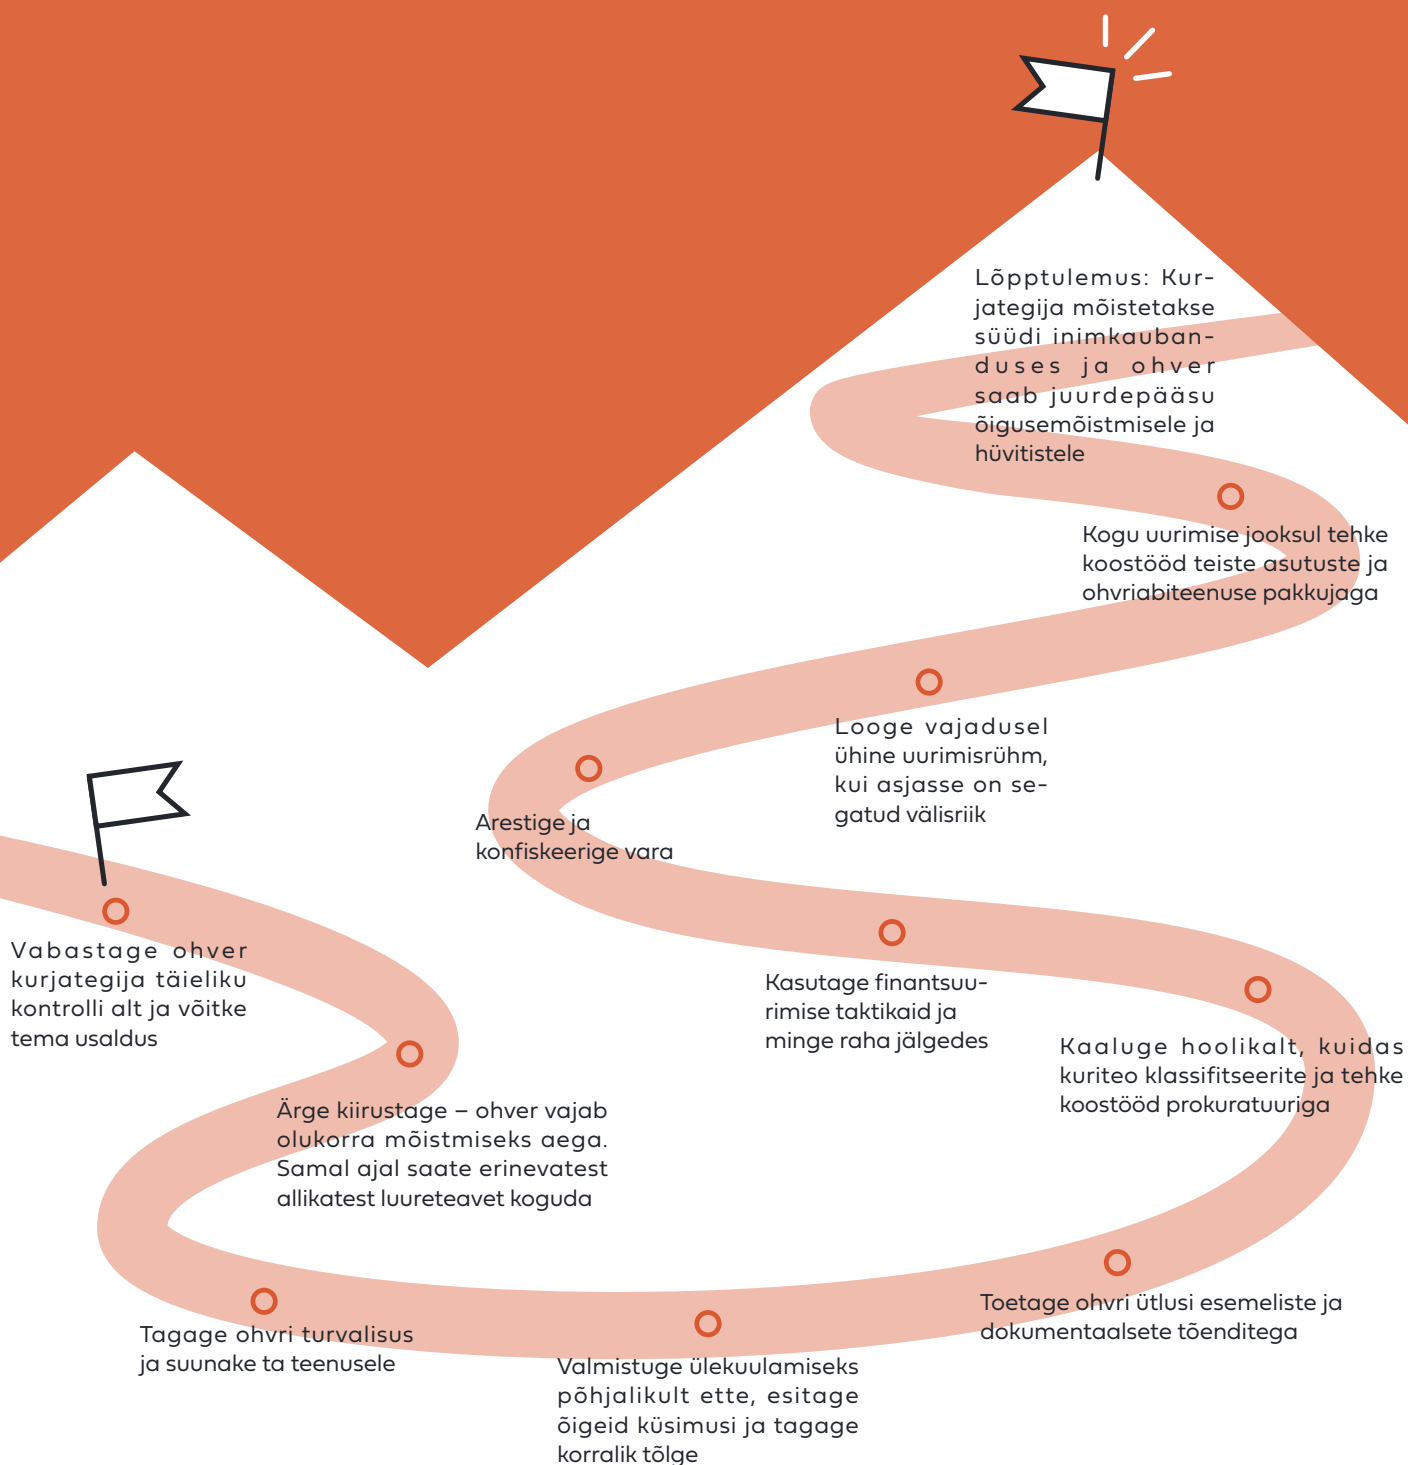 Lõpptulemus: Kur-
jategija mõistetakse
süüdi inimkauban-
duses ja ohver
saab juurdepääsu
õigusemõistmisele ja
hüvitistele
Kogu uurimise jooksul tehke
koostööd teiste asutuste ja
ohvriabiteenuse pakkujaga
Looge vajadusel
ühine uurimisrühm,
kui asjasse on se-
gatud välisriik
Arestige ja
konfiskeerige vara
Vabastage ohver
kurjategija täieliku
kontrolli alt ja võitke
tema usaldus
Kasutage finantsuu-
rimise taktikaid ja
minge raha jälgedes
Kaaluge hoolikalt, kuidas
kuriteo klassifitseerite ja tehke
koostööd prokuratuuriga
Ärge kiirustage – ohver vajab
olukorra mõistmiseks aega.
Samal ajal saate erinevatest
allikatest luureteavet koguda
Toetage ohvri ütlusi esemeliste ja
dokumentaalsete tõenditega
Tagage ohvri turvalisus
ja suunake ta teenusele
Valmistuge ülekuulamiseks
põhjalikult ette, esitage
õigeid küsimusi ja tagage
korralik tõlge